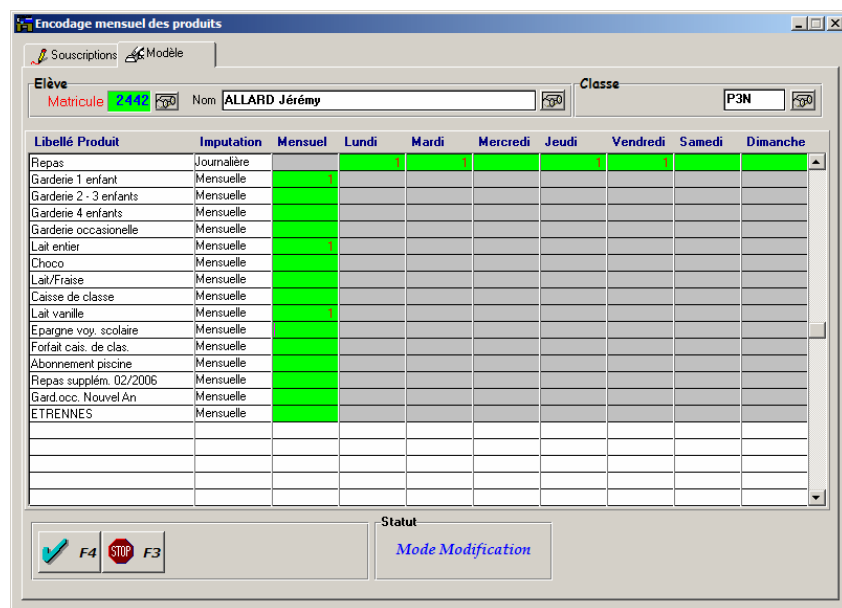 Encodage mensuel des produits
Souscriptions Modèle
Elève Classe
Matricule 2442 Nom ALLARD Jérémy P3N
Libellé Produit Imputation Mensuel Lundi Mardi Mercredi Jeudi Vendredi Samedi Dimanche
Repas Journalière 1 1 1 1
Garderie 1 enfant Mensuelle 1
Garderie 2 - 3 enfants Mensuelle
Garderie 4 enfants Mensuelle
Garderie occasionelle Mensuelle
Lait entier Mensuelle 1
Choco Mensuelle
Lait/Fraise Mensuelle
Caisse de classe Mensuelle
Lait vanille Mensuelle 1
Epargne voy. scolaire Mensuelle
Forfait cais. de clas. Mensuelle
Abonnement piscine Mensuelle
Repas supplém. 02/2006 Mensuelle
Gard.occ. Nouvel An Mensuelle
ETRENNES Mensuelle
Statut
F4 STOP F3 Mode Modification